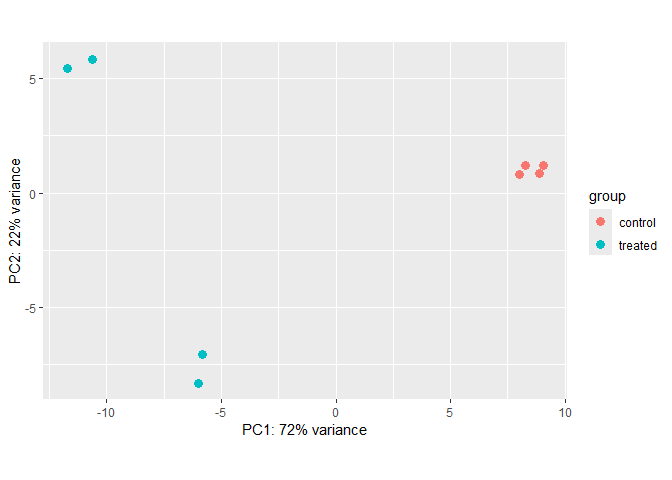 5
0
-5
PC2: 22% variance
-10
-5
0
5
10
PC1: 72% variance
group
control
treated